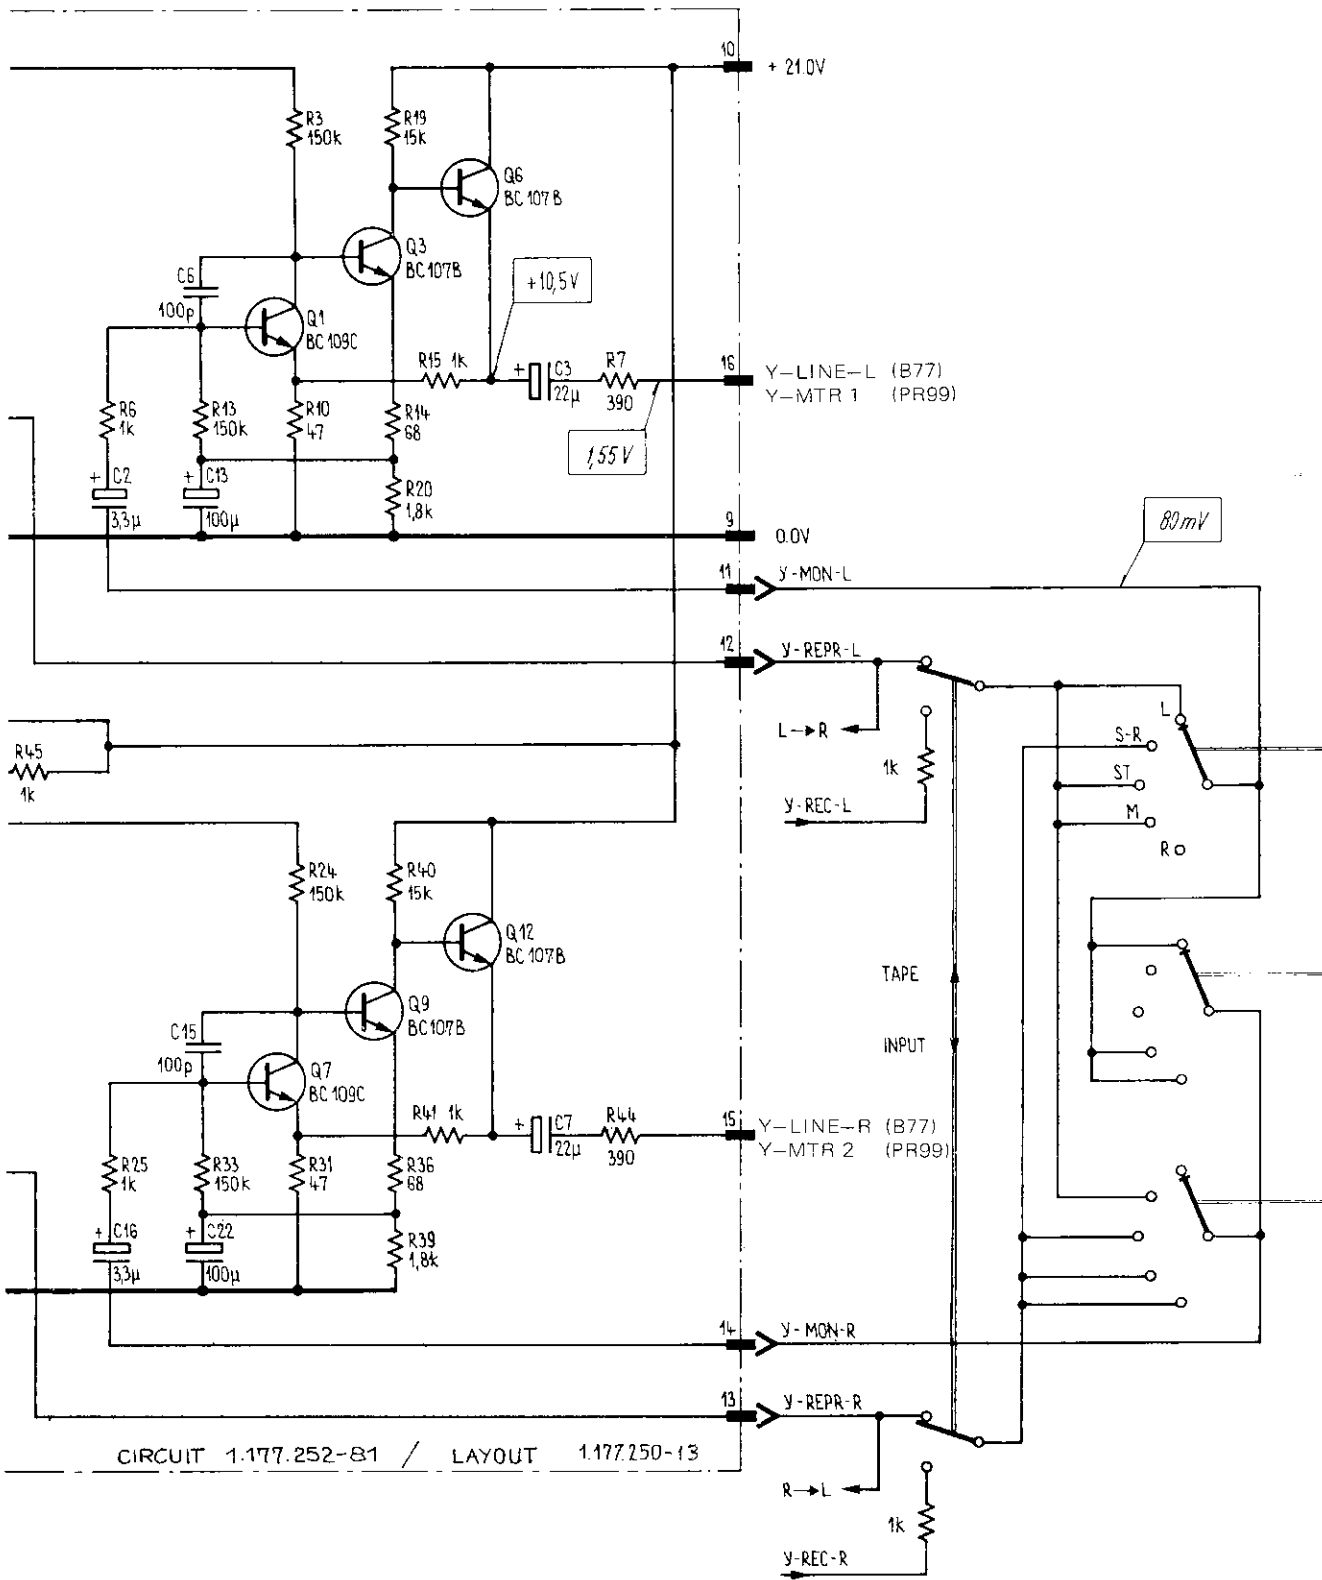 10
+ 21.0V
R3
150k
R19
15k
Q6
BC 107 B
Q3
BC 107B
+10,5V
C6
100p
Q1
BC 109C
R15 1k
+
C3
22µ
R7
390
16
Y-LINE-L (B77)
Y-MTR 1 (PR99)
R6
1k
R13
150k
R10
47
R14
68
1,55V
+ C2
3,3µ
+ C13
100µ
R20
1,8k
9
0.0V
80mV
11
Y-MON-L
12
Y-REPR-L
L→R
1k
Y-REC-L
L
S-R
ST
M
R
R45
1k
R24
150k
R40
15k
Q12
BC 107B
Q9
BC 107B
TAPE
INPUT
C15
100p
Q7
BC 109C
R41 1k
+
C7
22µ
R44
390
15
Y-LINE-R (B77)
Y-MTR 2 (PR99)
R25
1k
R33
150k
R31
47
R36
68
+ C16
3,3µ
+ C22
100µ
R39
1,8k
14
Y-MON-R
13
Y-REPR-R
CIRCUIT 1.177.252-81 / LAYOUT 1.177.250-13
R→L
1k
Y-REC-R